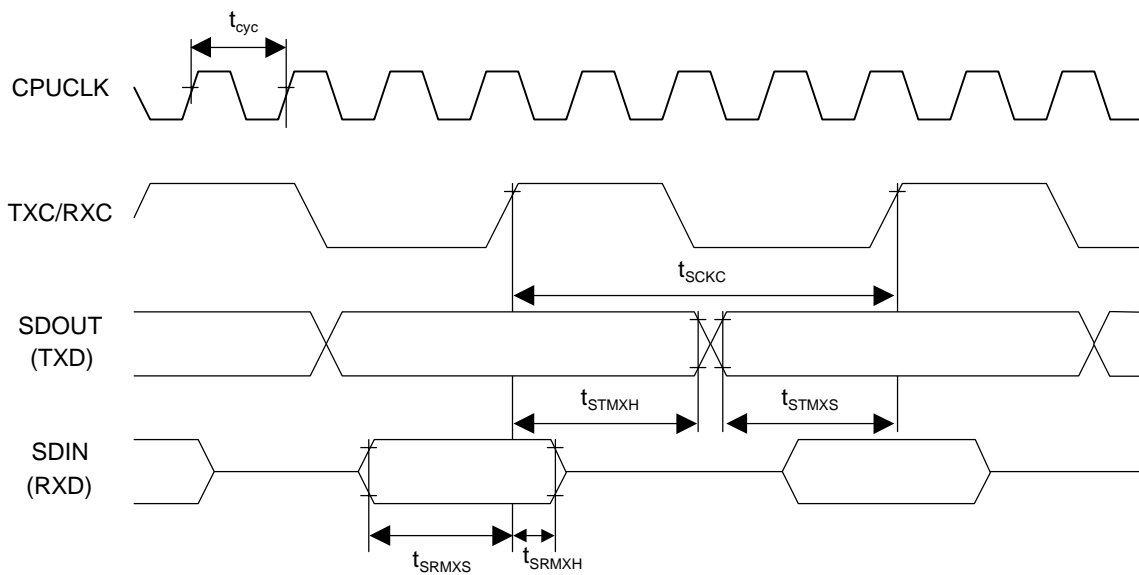 tcyc
CPUCLK
TXC/RXC
tSCKC
SDOUT
(TXD)
tSTMXH
tSTMXS
SDIN
(RXD)
tSRMXS
tSRMXH